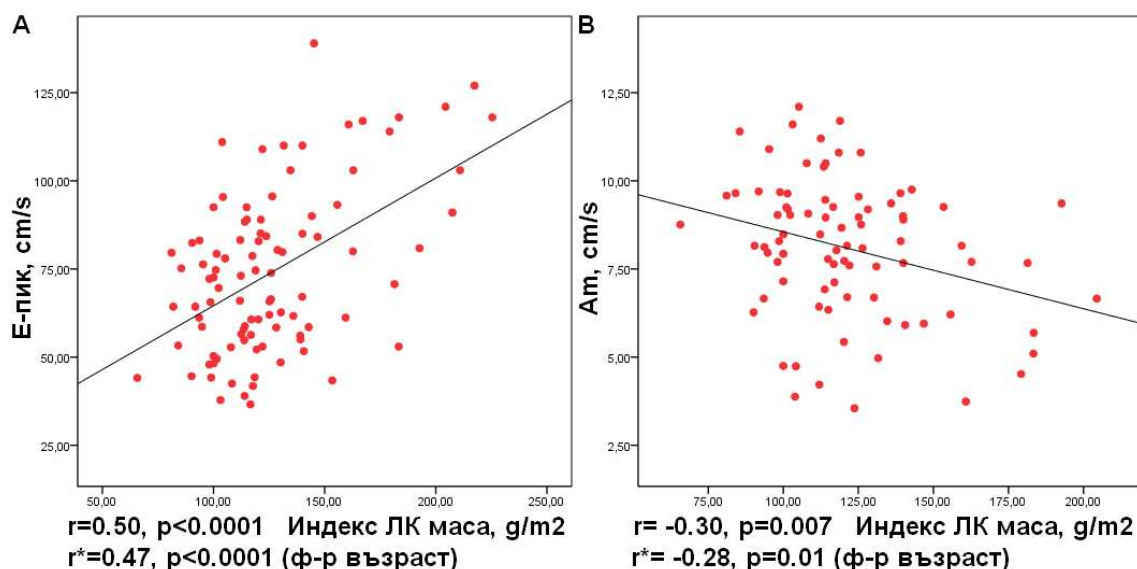 A
E-пик, cm/s
125,00
100,00
75,00
50,00
25,00
50,00 100,00 150,00 200,00 250,00
r=0.50, p<0.0001 Индекс ЛК маса, g/m2
r*=0.47, p<0.0001 (ф-р възраст)
B
Am, cm/s
12,50
10,00
7,50
5,00
2,50
75,00 100,00 125,00 150,00 175,00 200,00
r= -0.30, p=0.007 Индекс ЛК маса, g/m2
r*= -0.28, p=0.01 (ф-р възраст)